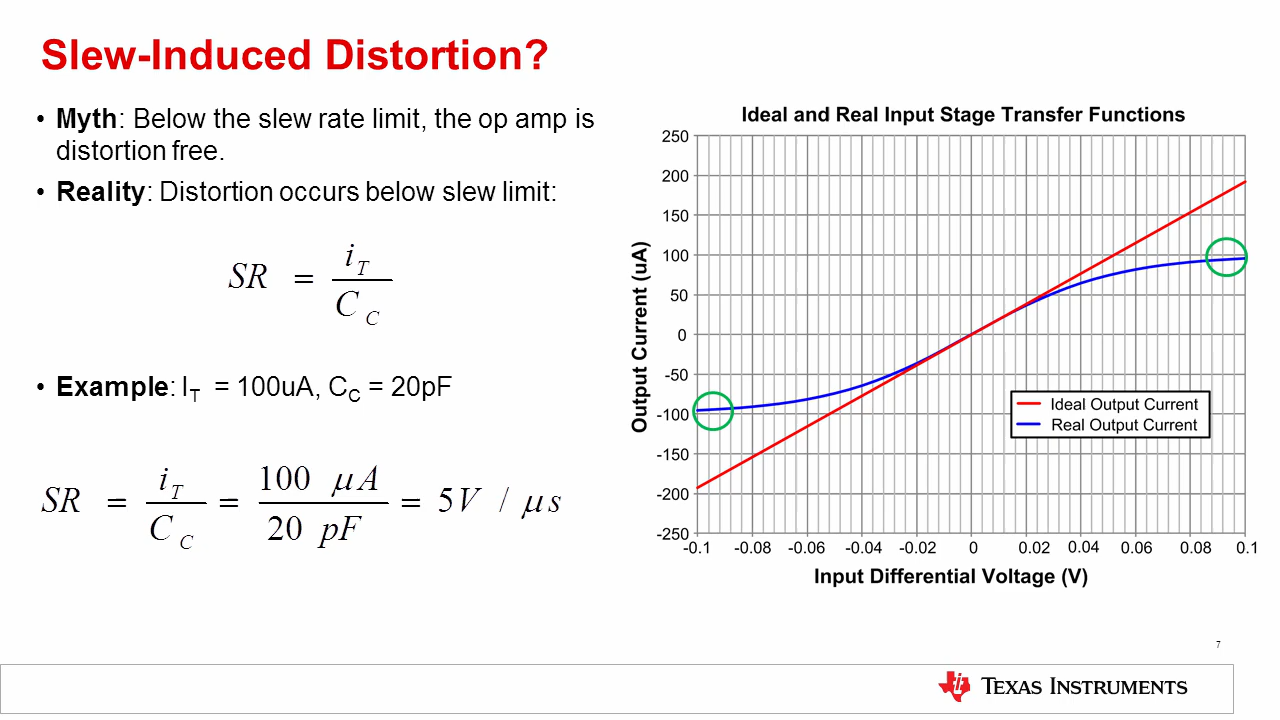 Slew-Induced Distortion?
• Myth: Below the slew rate limit, the op amp is
distortion free.
• Reality: Distortion occurs below slew limit:
SR = i_T / C_C
• Example: I_T = 100uA, C_C = 20pF
SR = i_T / C_C = 100 μA / 20 pF = 5V / μs
Ideal and Real Input Stage Transfer Functions
Output Current (uA)
250
200
150
100
50
0
-50
-100
-150
-200
-250
-0.1 -0.08 -0.06 -0.04 -0.02 0 0.02 0.04 0.06 0.08 0.1
Input Differential Voltage (V)
Ideal Output Current
Real Output Current
7
TEXAS INSTRUMENTS